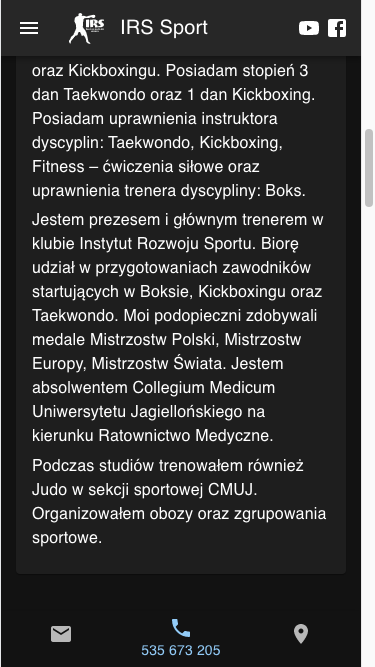 IRS
IRS Sport
oraz Kickboxingu. Posiadam stopień 3
dan Taekwondo oraz 1 dan Kickboxing.
Posiadam uprawnienia instruktora
dyscyplin: Taekwondo, Kickboxing,
Fitness – ćwiczenia siłowe oraz
uprawnienia trenera dyscypliny: Boks.
Jestem prezesem i głównym trenerem w
klubie Instytut Rozwoju Sportu. Biorę
udział w przygotowaniach zawodników
startujących w Boksie, Kickboxingu oraz
Taekwondo. Moi podopieczni zdobywali
medale Mistrzostw Polski, Mistrzostw
Europy, Mistrzostw Świata. Jestem
absolwentem Collegium Medicum
Uniwersytetu Jagiellońskiego na
kierunku Ratownictwo Medyczne.
Podczas studiów trenowałem również
Judo w sekcji sportowej CMUJ.
Organizowałem obozy oraz zgrupowania
sportowe.
535 673 205